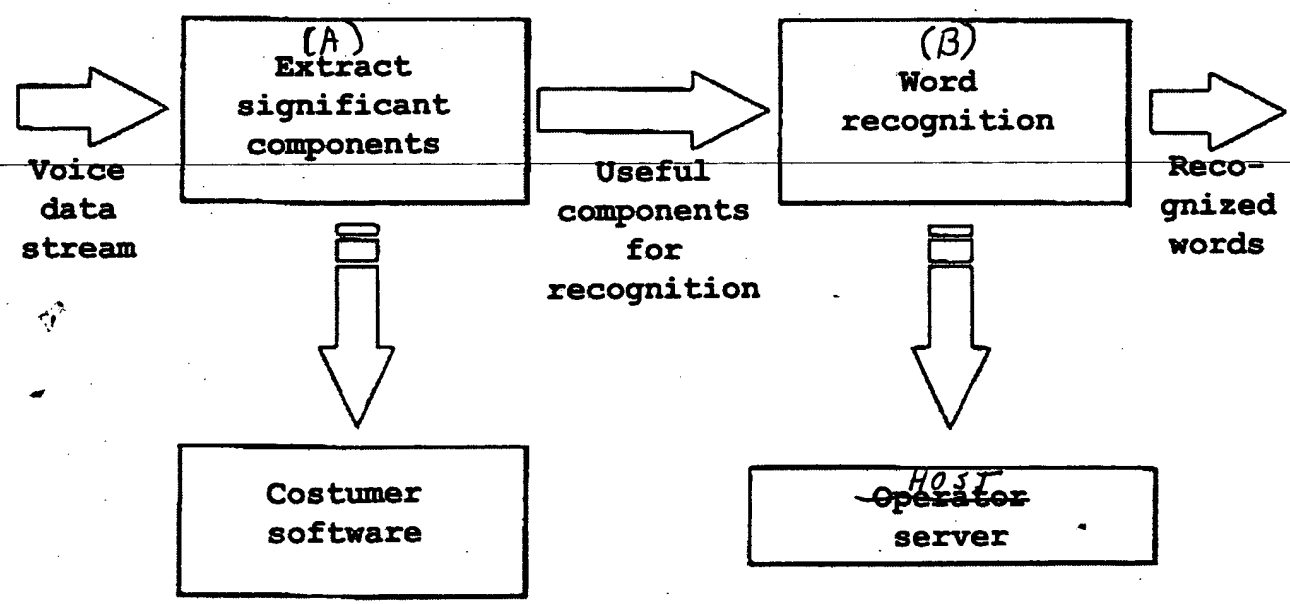 (A)
Extract
significant
components
(B)
Word
recognition
Voice
data
stream
Useful
components
for
recognition
Reco-
gnized
words
Costumer
software
HOST
Operator
server